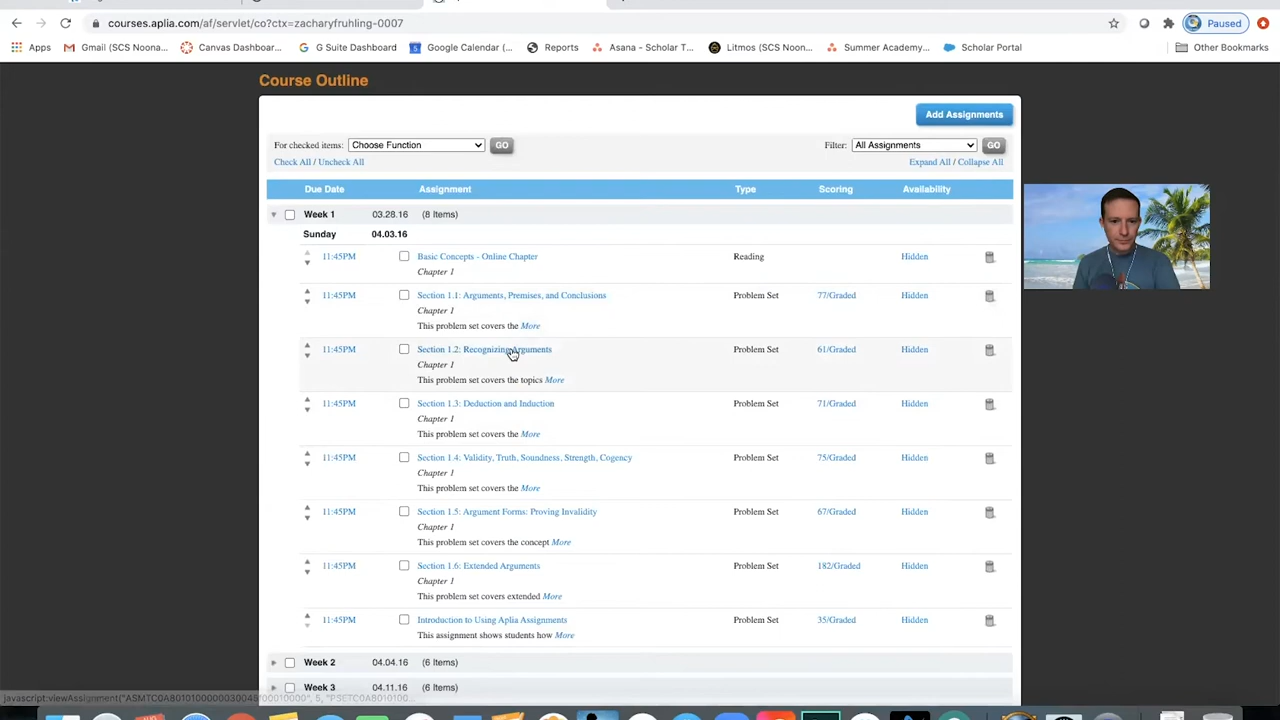 courses.aplia.com/af/servlet/co?ctx=zacharyfruhling-0007
Paused
Apps Gmail (SCS Noona... Canvas Dashboar... G Suite Dashboard Google Calendar (... Reports Asana - Scholar T... Litmos (SCS Noon... Summer Academy... Scholar Portal Other Bookmarks
Course Outline
Add Assignments
For checked items: Choose Function GO Filter: All Assignments GO
Check All / Uncheck All Expand All / Collapse All
Due Date Assignment Type Scoring Availability
Week 1 03.28.16 (8 Items)
Sunday 04.03.16
11:45PM Basic Concepts - Online Chapter Reading Hidden
Chapter 1
11:45PM Section 1.1: Arguments, Premises, and Conclusions Problem Set 77/Graded Hidden
Chapter 1
This problem set covers the More
11:45PM Section 1.2: Recognizing Arguments Problem Set 61/Graded Hidden
Chapter 1
This problem set covers the topics More
11:45PM Section 1.3: Deduction and Induction Problem Set 71/Graded Hidden
Chapter 1
This problem set covers the More
11:45PM Section 1.4: Validity, Truth, Soundness, Strength, Cogency Problem Set 75/Graded Hidden
Chapter 1
This problem set covers the More
11:45PM Section 1.5: Argument Forms: Proving Invalidity Problem Set 67/Graded Hidden
Chapter 1
This problem set covers the concept More
11:45PM Section 1.6: Extended Arguments Problem Set 182/Graded Hidden
Chapter 1
This problem set covers extended More
11:45PM Introduction to Using Aplia Assignments Problem Set 35/Graded Hidden
This assignment shows students how More
Week 2 04.04.16 (6 Items)
Week 3 04.11.16 (6 Items)